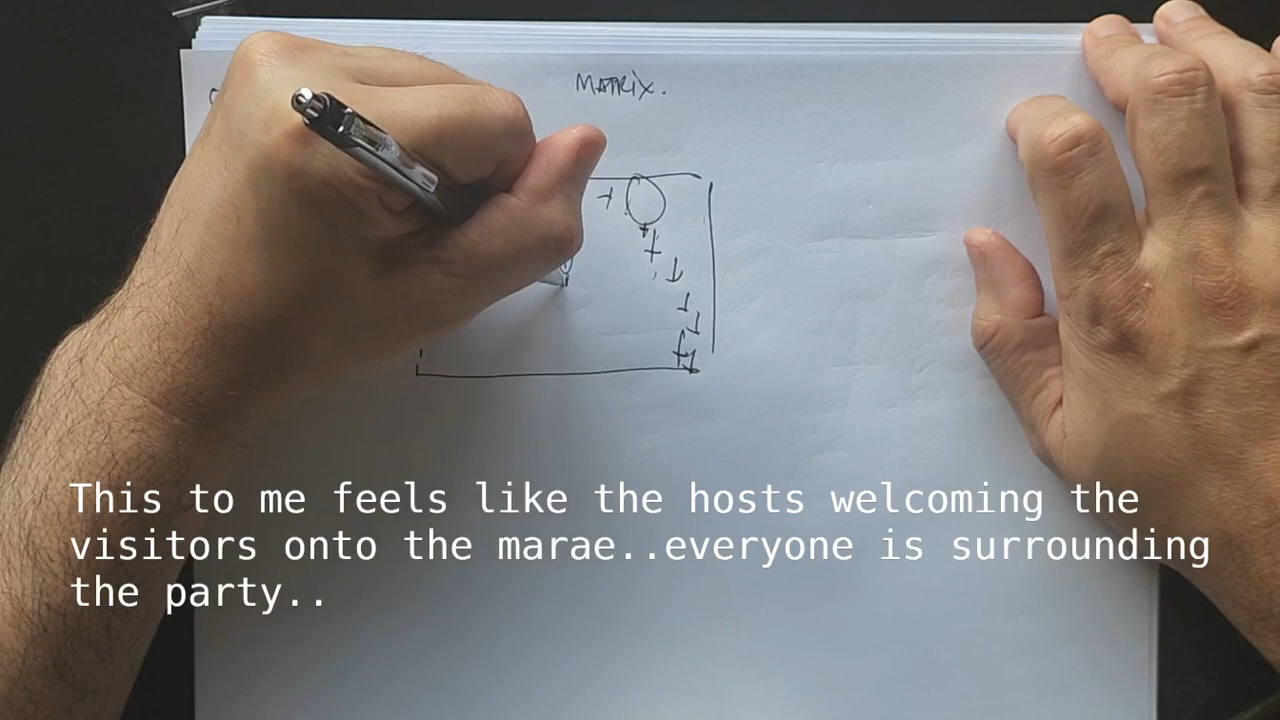 MATRIX.
This to me feels like the hosts welcoming the
visitors onto the marae..everyone is surrounding
the party..